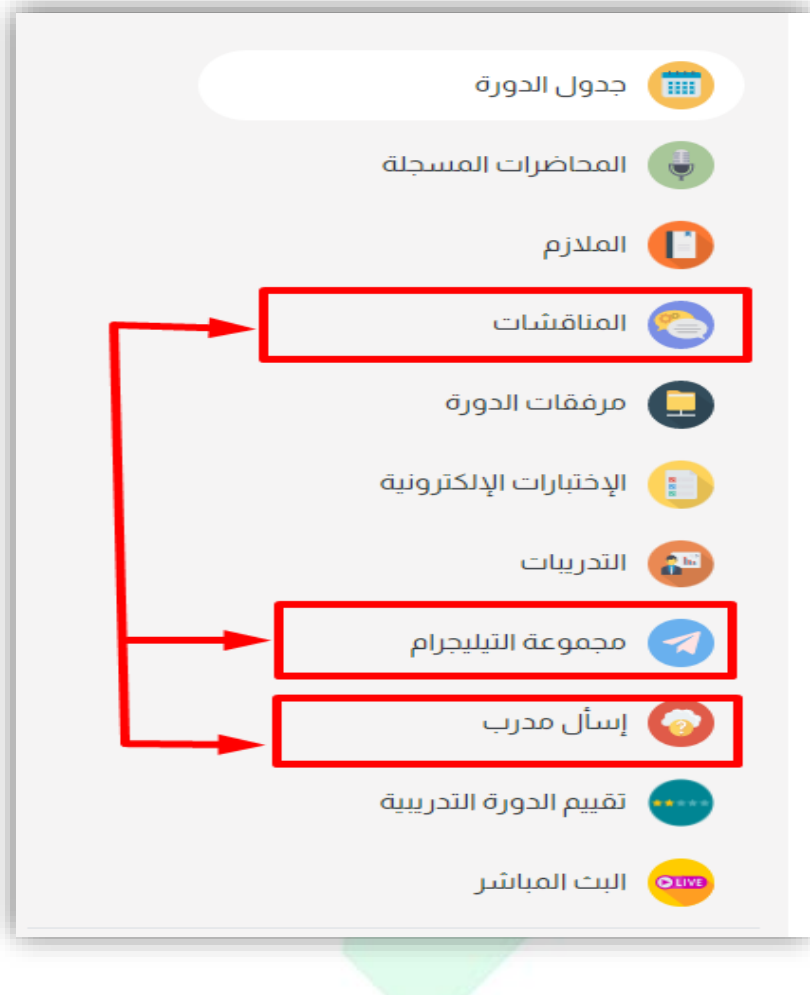 جدول الدورة
المحاضرات المسجلة
الملازم
المناقشات
مرفقات الدورة
الإختبارات الإلكترونية
التدريبات
مجموعة التيليجرام
إسأل مدرب
?
تقييم الدورة التدريبية
البث المباشر
LIVE